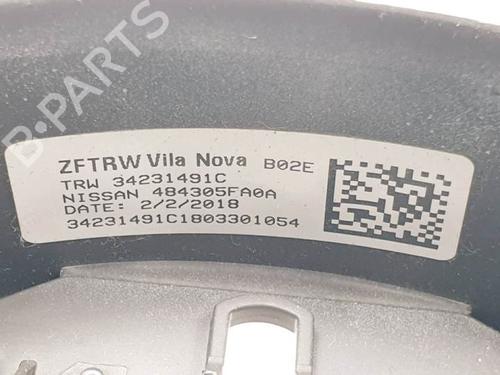 B-PARTS
ZFTRW Vila Nova B02E
TRW 34231491C
NISSAN 484305FA0A
DATE: 2/2/2018
34231491C1803301054